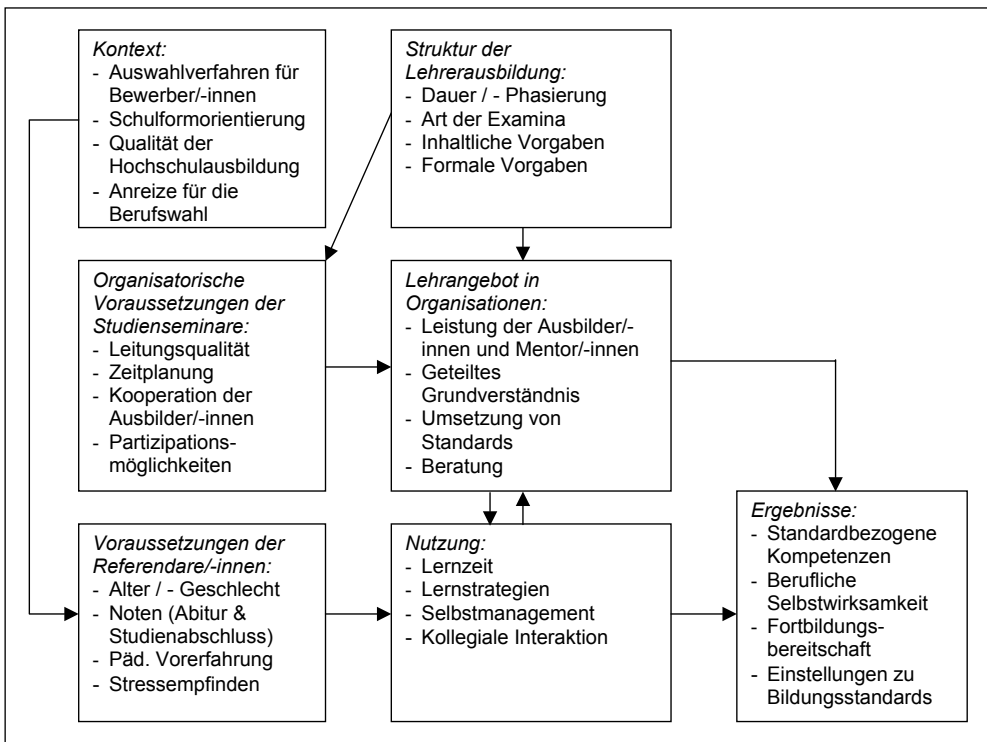 Kontext:
- Auswahlverfahren für
Bewerber/-innen
- Schulformorientierung
- Qualität der
Hochschulausbildung
- Anreize für die
Berufswahl
Struktur der
Lehrerausbildung:
- Dauer / - Phasierung
- Art der Examina
- Inhaltliche Vorgaben
- Formale Vorgaben
Organisatorische
Voraussetzungen der
Studienseminare:
- Leitungsqualität
- Zeitplanung
- Kooperation der
Ausbilder/-innen
- Partizipations-
möglichkeiten
Lehrangebot in
Organisationen:
- Leistung der Ausbilder/-
innen und Mentor/-innen
- Geteiltes
Grundverständnis
- Umsetzung von
Standards
- Beratung
Voraussetzungen der
Referendare/-innen:
- Alter / - Geschlecht
- Noten (Abitur &
Studienabschluss)
- Päd. Vorerfahrung
- Stressempfinden
Nutzung:
- Lernzeit
- Lernstrategien
- Selbstmanagement
- Kollegiale Interaktion
Ergebnisse:
- Standardbezogene
Kompetenzen
- Berufliche
Selbstwirksamkeit
- Fortbildungs-
bereitschaft
- Einstellungen zu
Bildungsstandards